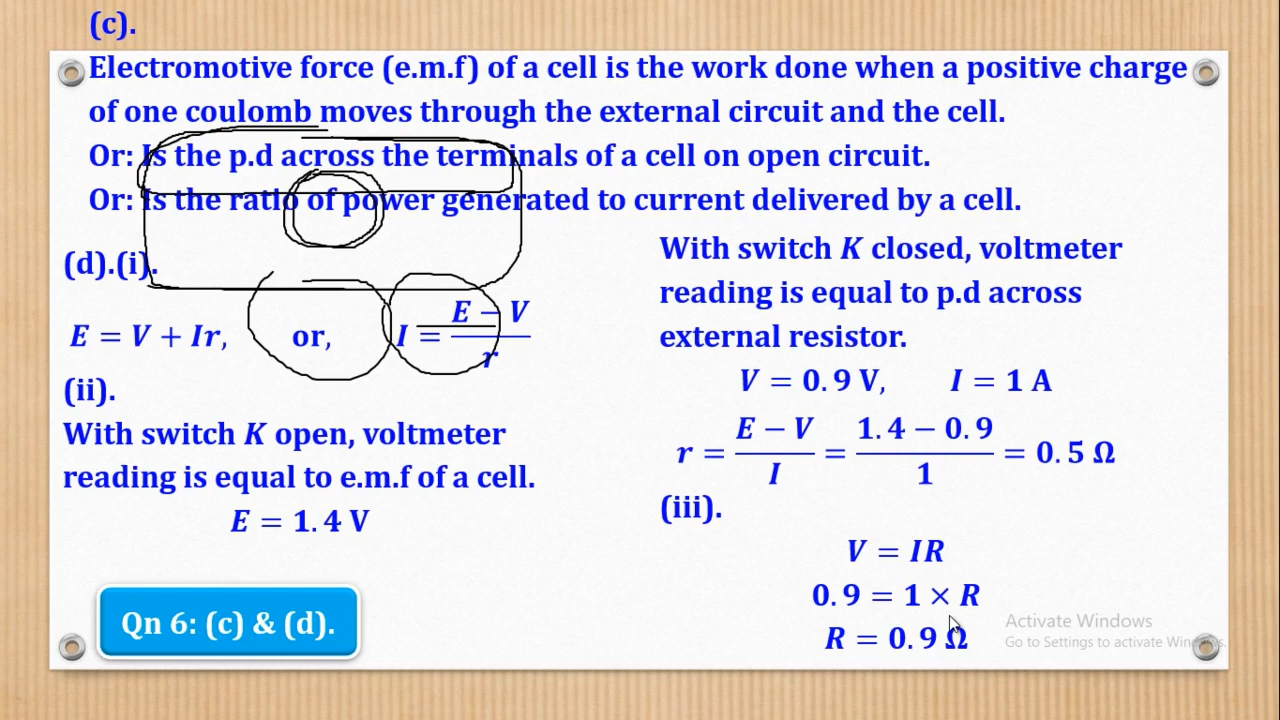 (c).
Electromotive force (e.m.f) of a cell is the work done when a positive charge
of one coulomb moves through the external circuit and the cell.
Or: Is the p.d across the terminals of a cell on open circuit.
Or: Is the ratio of power generated to current delivered by a cell.
(d).(i).
E = V + Ir, or, I = \frac{E - V}{r}
(ii).
With switch K open, voltmeter
reading is equal to e.m.f of a cell.
E = 1.4 V
With switch K closed, voltmeter
reading is equal to p.d across
external resistor.
V = 0.9 V, I = 1 A
r = \frac{E - V}{I} = \frac{1.4 - 0.9}{1} = 0.5 Ω
(iii).
V = IR
0.9 = 1 × R
R = 0.9 Ω
Qn 6: (c) & (d).
Activate Windows
Go to Settings to activate Windows.